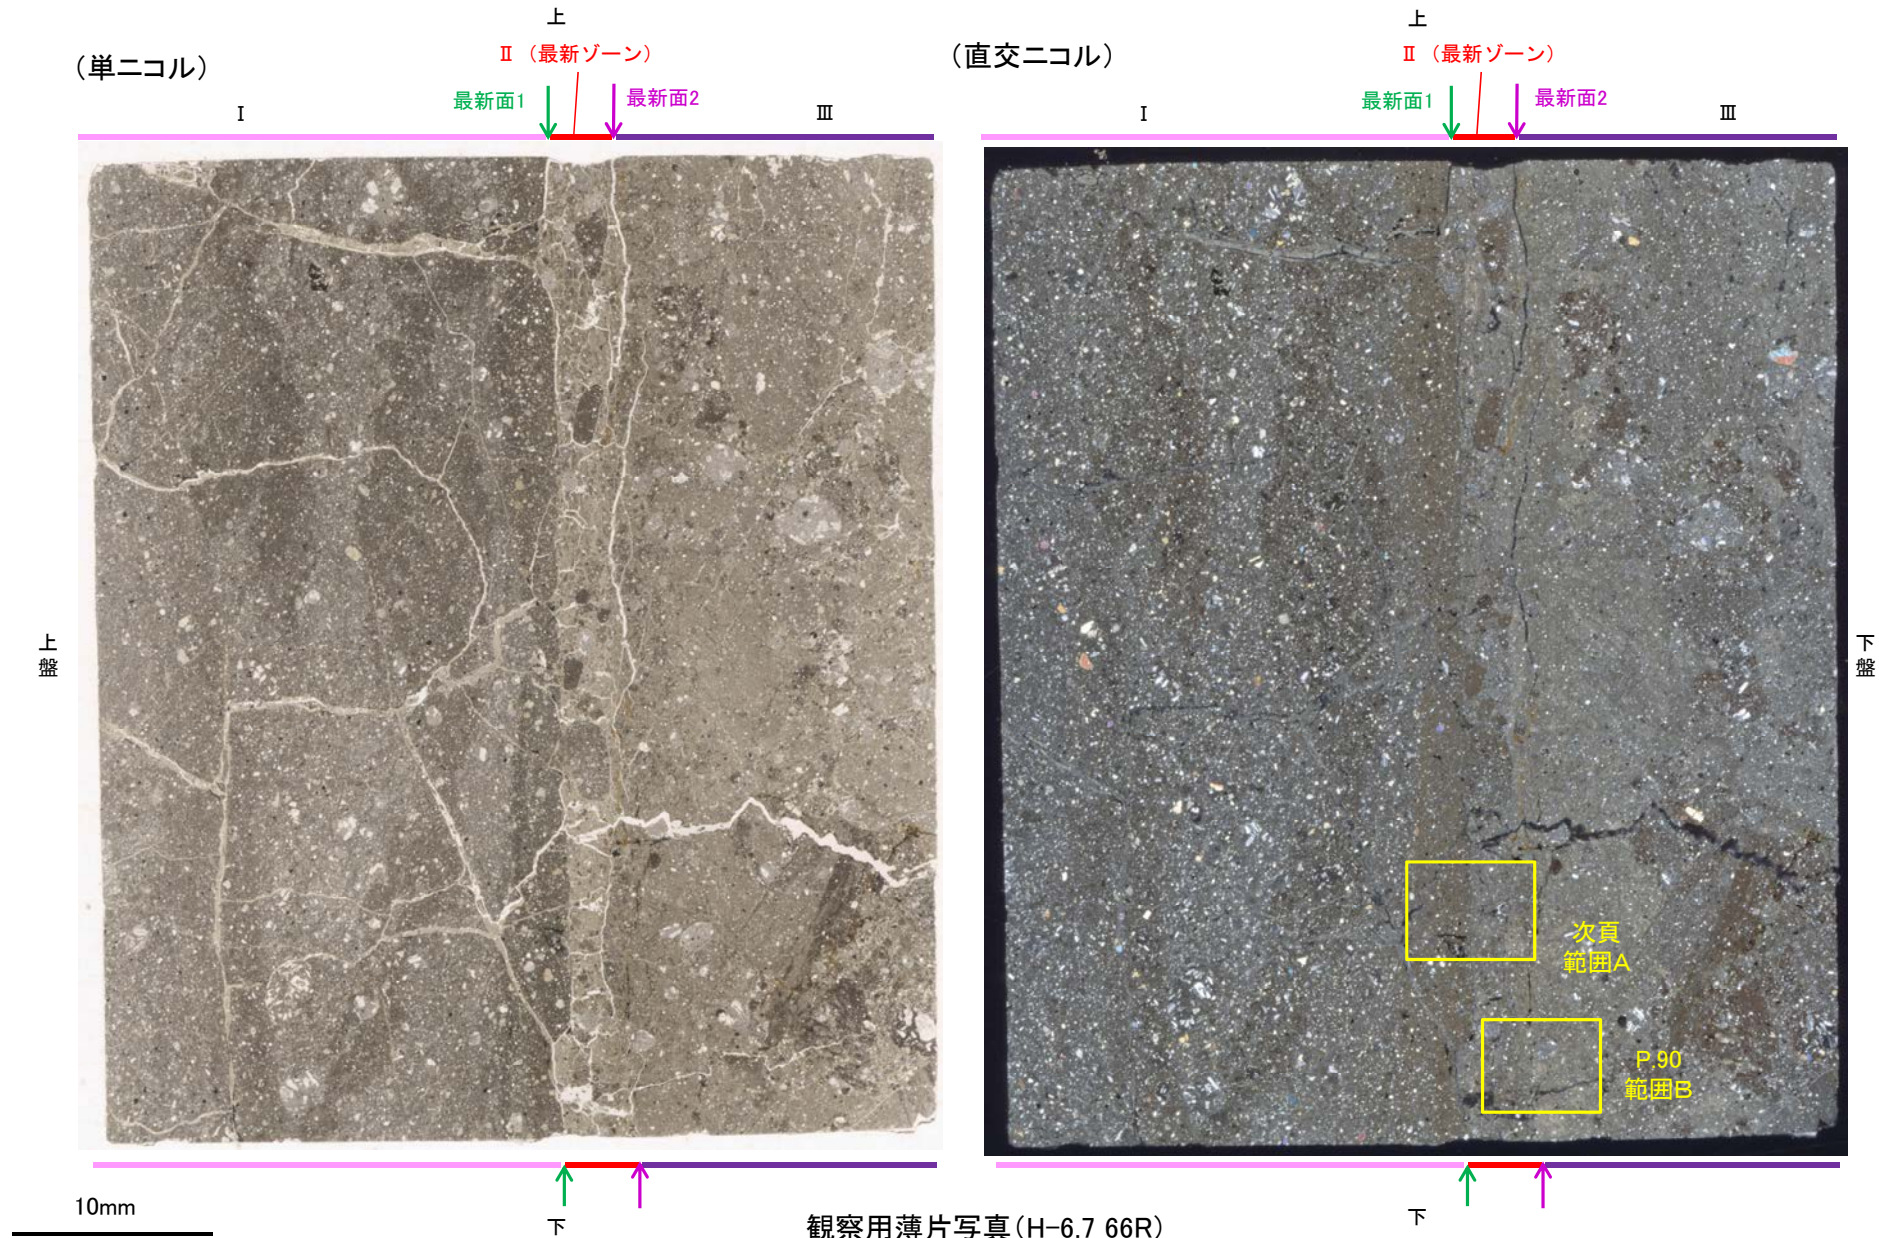 上
上
Ⅱ（最新ゾーン）
Ⅱ（最新ゾーン）
（単ニコル）
（直交ニコル）
最新面1
最新面2
最新面1
最新面2
Ⅰ
Ⅲ
Ⅰ
Ⅲ
上盤
下盤
次頁
範囲A
P.90
範囲B
10mm
下
下
観察用薄片写真（H-6.7 66R）